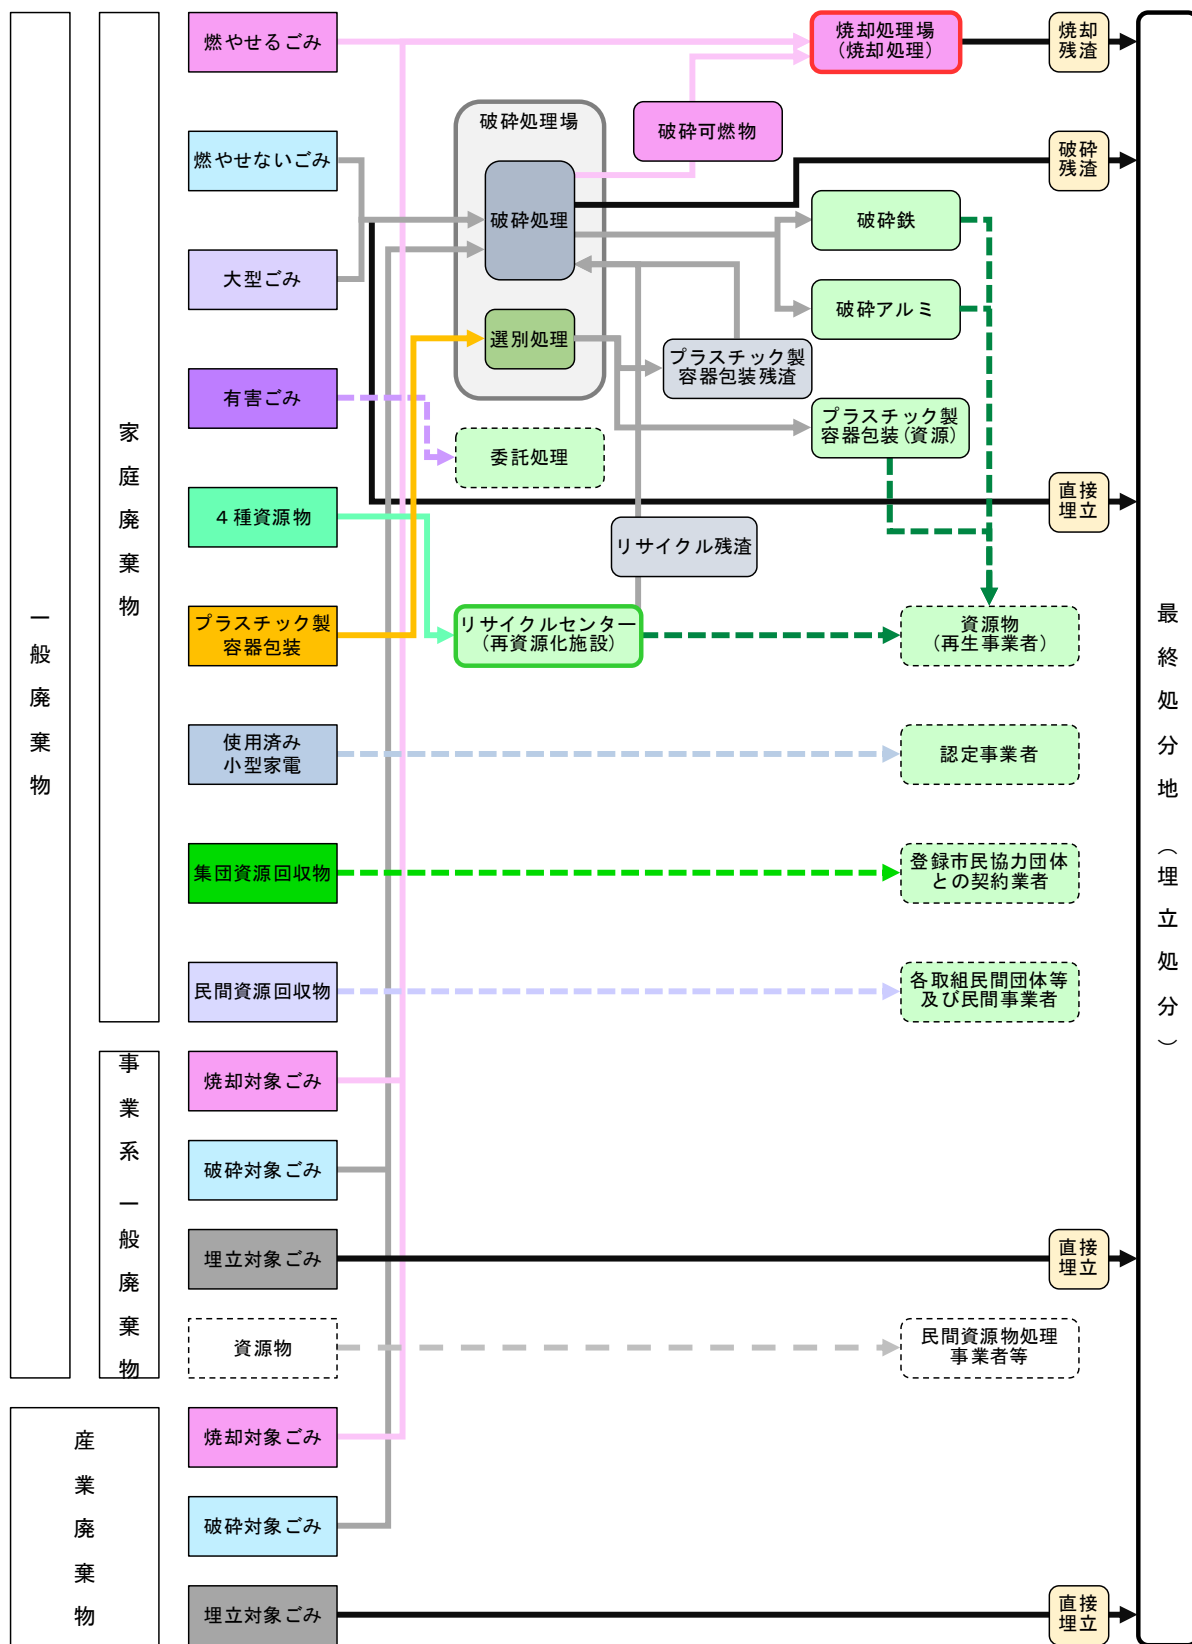 一般廃棄物
家庭廃棄物
燃やせるごみ
燃やせないごみ
大型ごみ
有害ごみ
４種資源物
プラスチック製
容器包装
使用済み
小型家電
集団資源回収物
民間資源回収物
事業系一般廃棄物
焼却対象ごみ
破砕対象ごみ
埋立対象ごみ
資源物
産業廃棄物
焼却対象ごみ
破砕対象ごみ
埋立対象ごみ
破砕処理場
破砕処理
選別処理
委託処理
リサイクルセンター
（再資源化施設）
破砕可燃物
プラスチック製
容器包装残渣
リサイクル残渣
焼却処理場
（焼却処理）
破砕鉄
破砕アルミ
プラスチック製
容器包装（資源）
資源物
（再生事業者）
認定事業者
登録市民協力団体
との契約業者
各取組民間団体等
及び民間事業者
民間資源物処理
事業者等
焼却
残渣
破砕
残渣
直接
埋立
直接
埋立
直接
埋立
最終処分地（埋立処分）